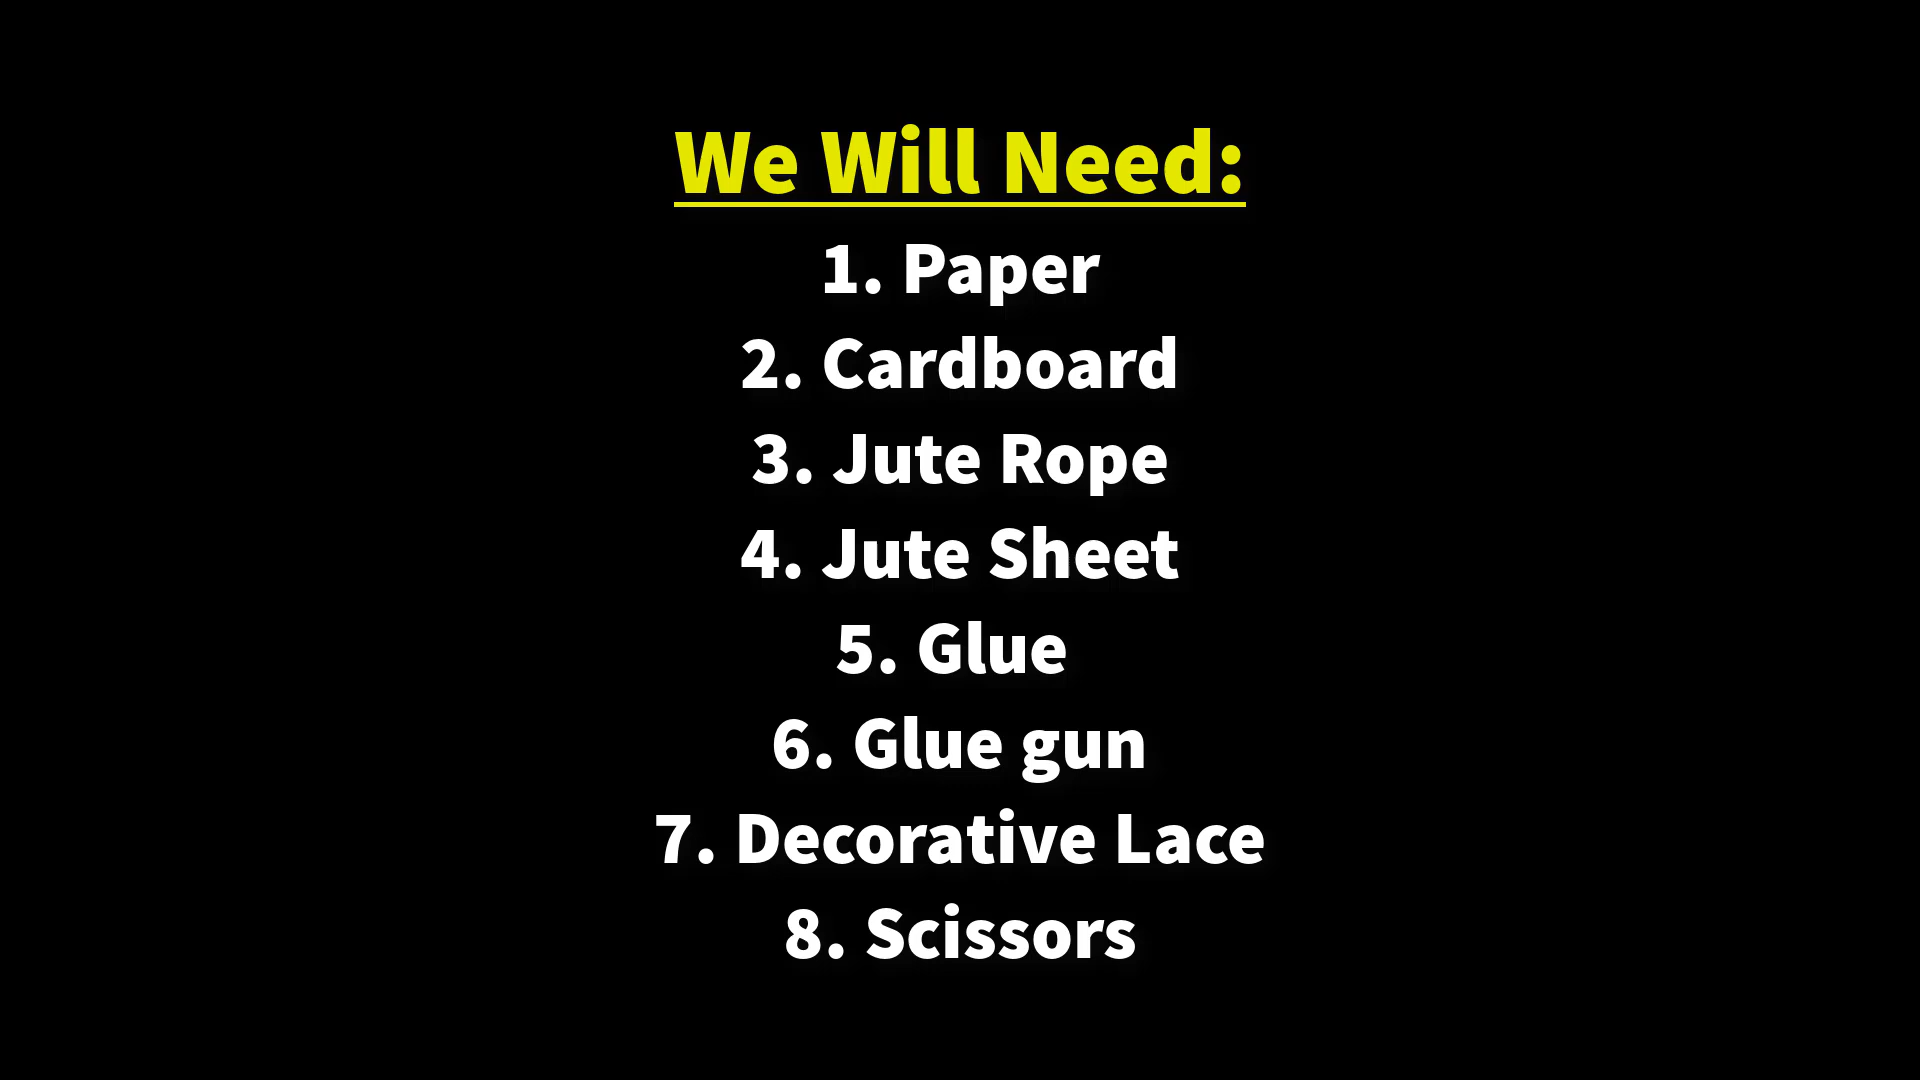 We Will Need:
1. Paper
2. Cardboard
3. Jute Rope
4. Jute Sheet
5. Glue
6. Glue gun
7. Decorative Lace
8. Scissors